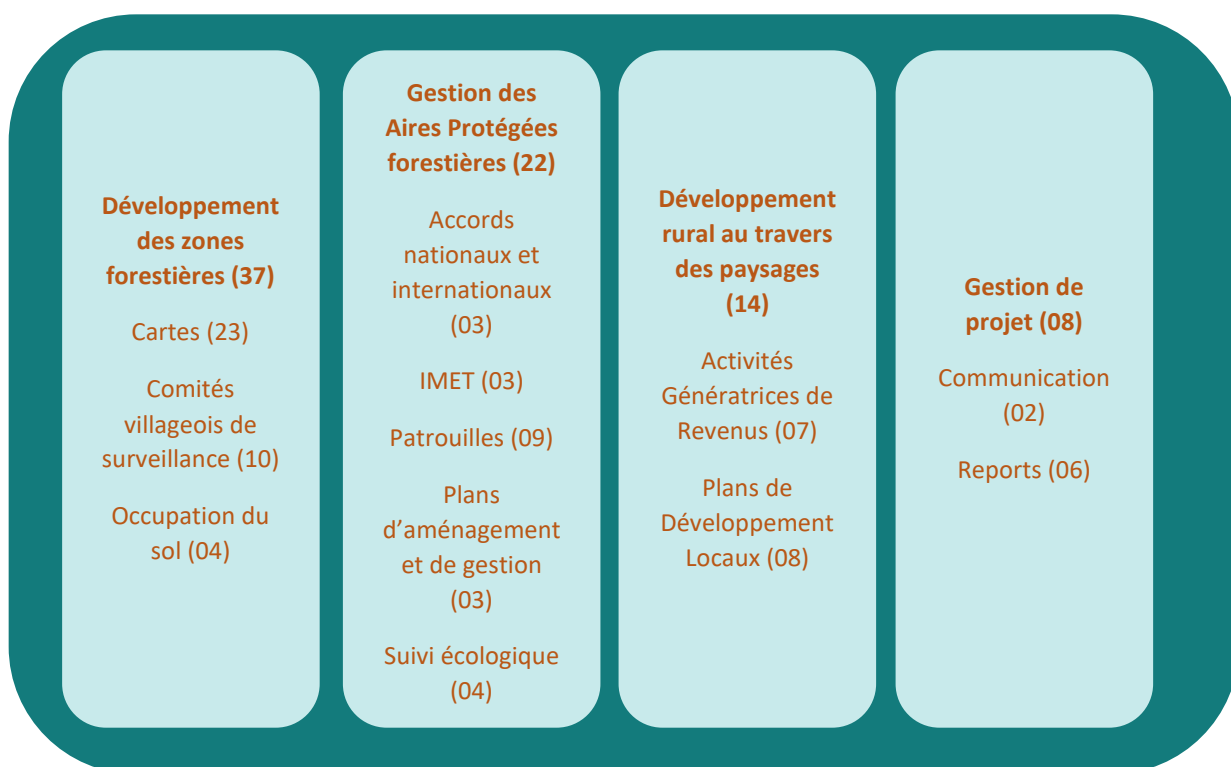 Développement
des zones
forestières (37)
Cartes (23)
Comités
villageois de
surveillance (10)
Occupation du
sol (04)
Gestion des
Aires Protégées
forestières (22)
Accords
nationaux et
internationaux
(03)
IMET (03)
Patrouilles (09)
Plans
d’aménagement
et de gestion
(03)
Suivi écologique
(04)
Développement
rural au travers
des paysages
(14)
Activités
Génératrices de
Revenus (07)
Plans de
Développement
Locaux (08)
Gestion de
projet (08)
Communication
(02)
Reports (06)